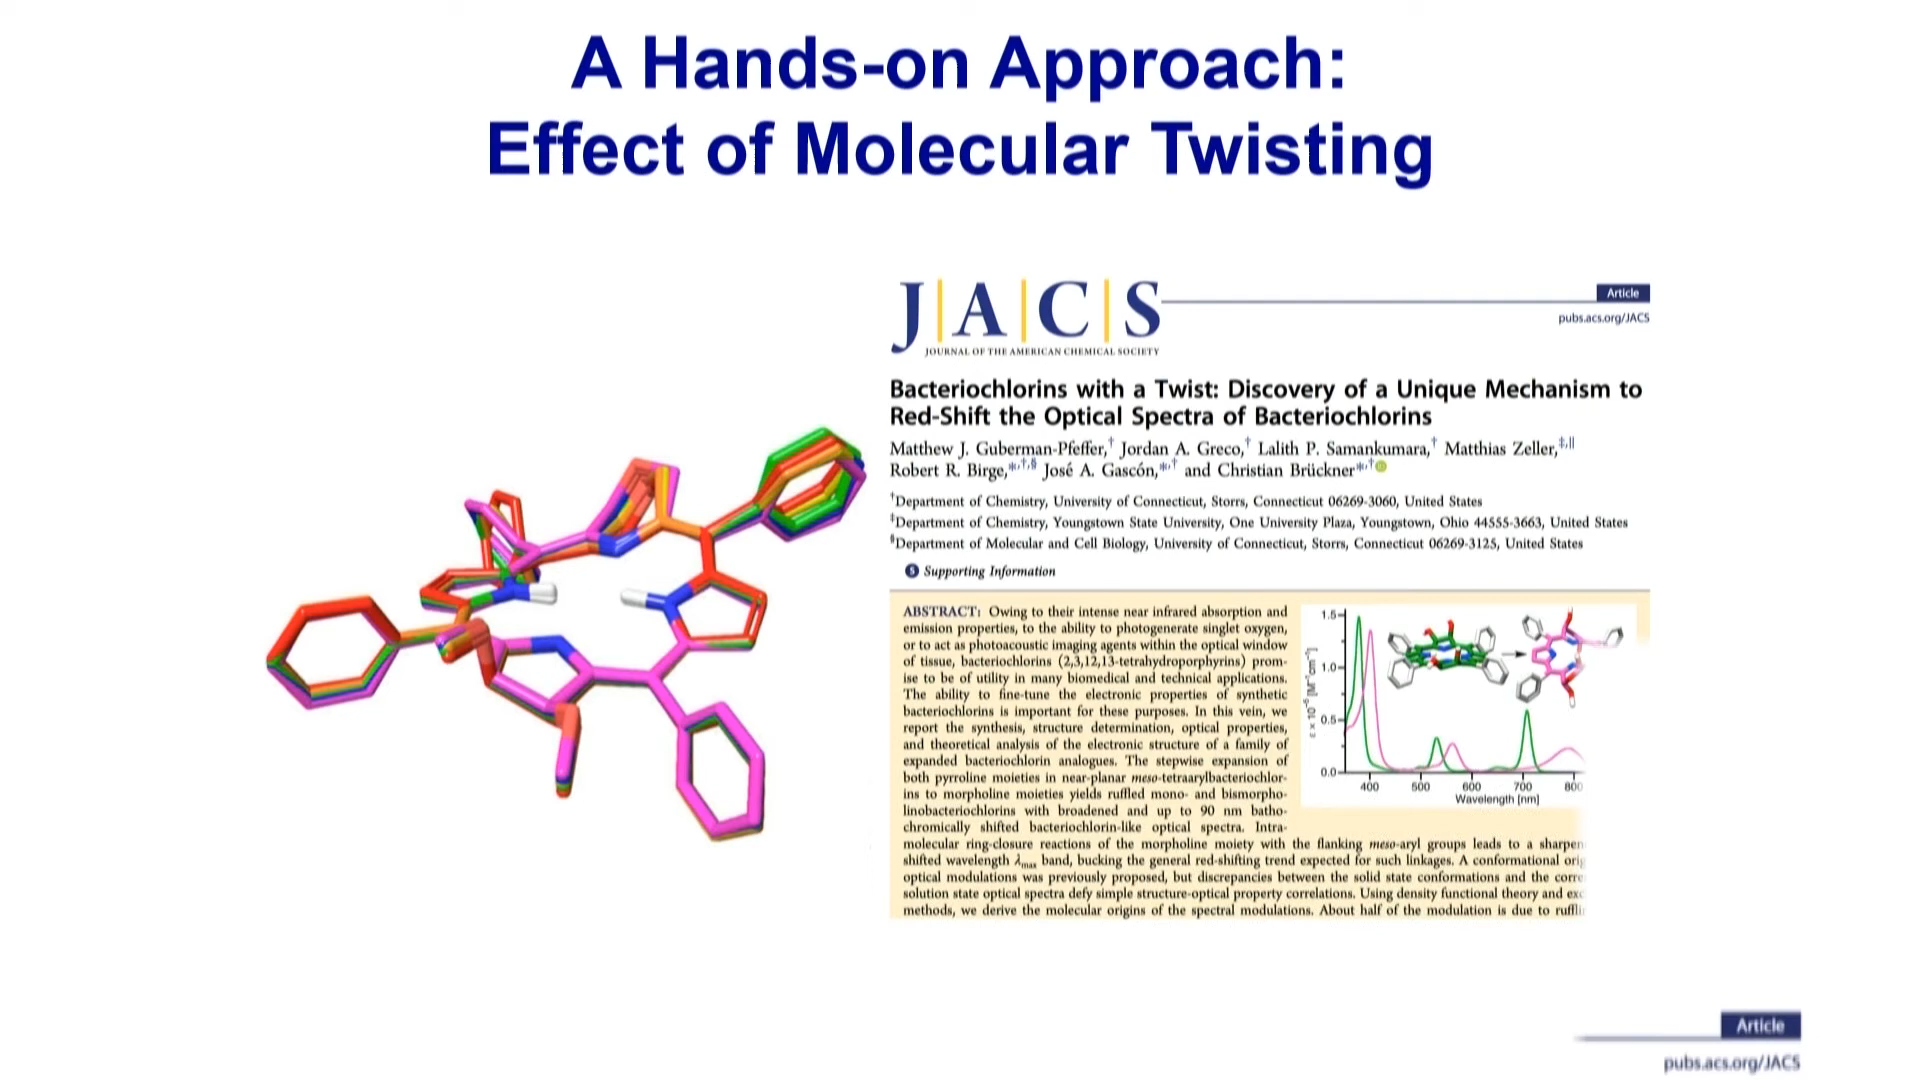 A Hands-on Approach:
Effect of Molecular Twisting
J|A|C|S
JOURNAL OF THE AMERICAN CHEMICAL SOCIETY
Article
pubs.acs.org/JACS
Bacteriochlorins with a Twist: Discovery of a Unique Mechanism to
Red-Shift the Optical Spectra of Bacteriochlorins
Matthew J. Guberman-Pfeffer,† Jordan A. Greco,† Lalith P. Samankumara,† Matthias Zeller,‡,||
Robert R. Birge,*,†,§ José A. Gascón,*,† and Christian Brückner*,†
†Department of Chemistry, University of Connecticut, Storrs, Connecticut 06269-3060, United States
‡Department of Chemistry, Youngstown State University, One University Plaza, Youngstown, Ohio 44555-3663, United States
§Department of Molecular and Cell Biology, University of Connecticut, Storrs, Connecticut 06269-3125, United States
S Supporting Information
ABSTRACT: Owing to their intense near infrared absorption and
emission properties, to the ability to photogenerate singlet oxygen,
or to act as photoacoustic imaging agents within the optical window
of tissue, bacteriochlorins (2,3,12,13-tetrahydroporphyrins) prom-
ise to be of utility in many biomedical and technical applications.
The ability to fine-tune the electronic properties of synthetic
bacteriochlorins is important for these purposes. In this vein, we
report the synthesis, structure determination, optical properties,
and theoretical analysis of the electronic structure of a family of
expanded bacteriochlorin analogues. The stepwise expansion of
both pyrroline moieties in near-planar meso-tetraarylbacteriochlor-
ins to morpholine moieties yields ruffled mono- and bismorpho-
linobacteriochlorins with broadened and up to 90 nm batho-
chromically shifted bacteriochlorin-like optical spectra. Intra-
molecular ring-closure reactions of the morpholine moiety with the flanking meso-aryl groups leads to a sharpen
shifted wavelength λmax band, bucking the general red-shifting trend expected for such linkages. A conformational orig
optical modulations was previously proposed, but discrepancies between the solid state conformations and the corre
solution state optical spectra defy simple structure-optical property correlations. Using density functional theory and exc
methods, we derive the molecular origins of the spectral modulations. About half of the modulation is due to ruffli
1.5
1.0
0.5
0.0
ε x 10⁻⁵ [M⁻¹cm⁻¹]
400 500 600 700 800
Wavelength [nm]
Article
pubs.acs.org/JACS